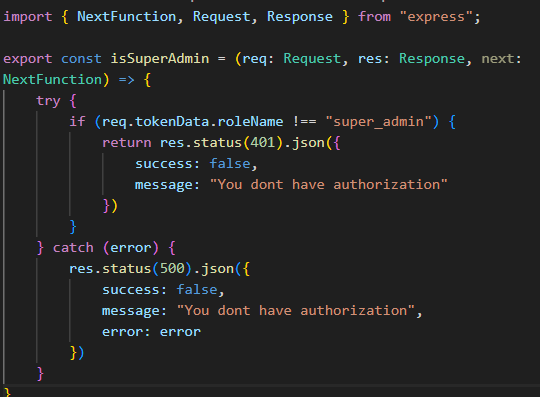 import { NextFunction, Request, Response } from "express";
export const isSuperAdmin = (req: Request, res: Response, next:
NextFunction) => {
    try {
        if (req.tokenData.roleName !== "super_admin") {
            return res.status(401).json({
                success: false,
                message: "You dont have authorization"
            })
        }
    } catch (error) {
        res.status(500).json({
            success: false,
            message: "You dont have authorization",
            error: error
        })
    }
}